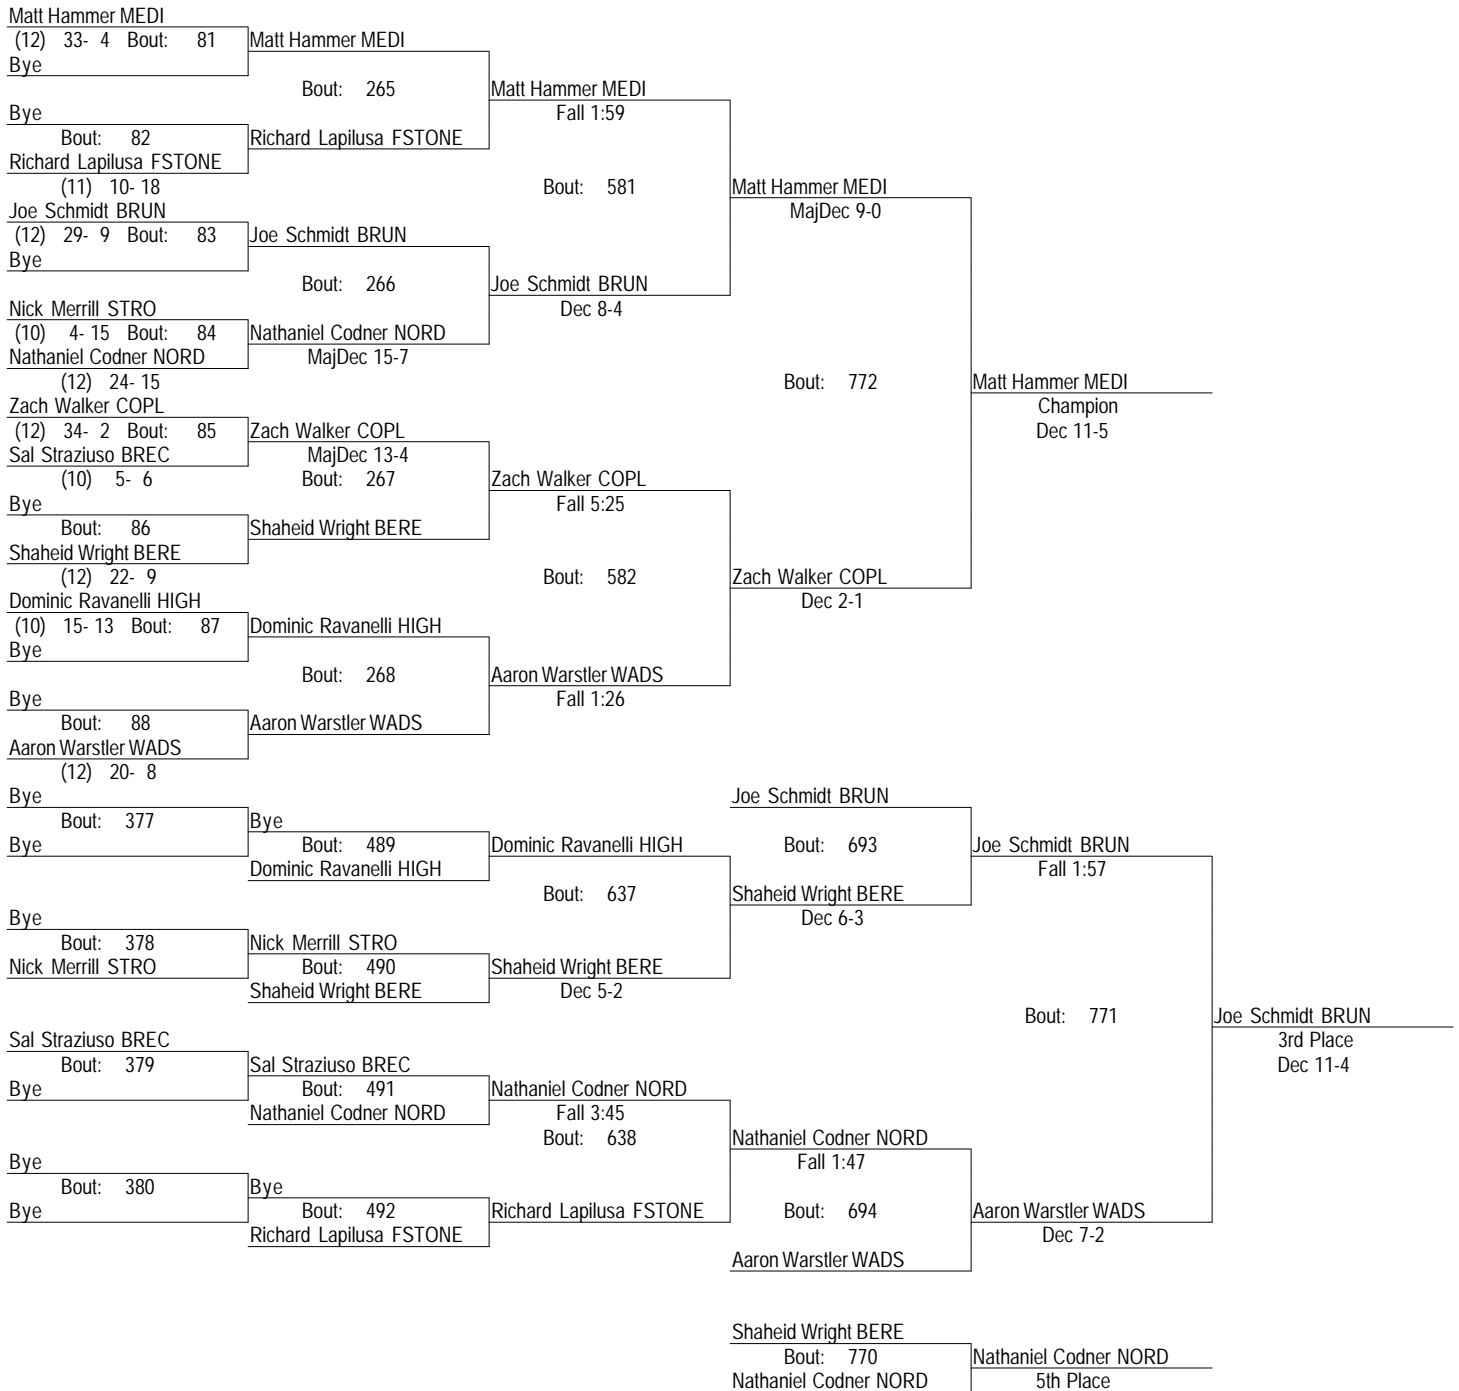 Matt Hammer MEDI
(12) 33- 4 Bout: 81
Matt Hammer MEDI
Bye
Bout: 265
Matt Hammer MEDI
Bye
Fall 1:59
Bout: 82
Richard Lapilusa FSTONE
Richard Lapilusa FSTONE
(11) 10- 18
Bout: 581
Matt Hammer MEDI
Joe Schmidt BRUN
MajDec 9-0
(12) 29- 9 Bout: 83
Joe Schmidt BRUN
Bye
Bout: 266
Joe Schmidt BRUN
Nick Merrill STRO
Dec 8-4
(10) 4- 15 Bout: 84
Nathaniel Codner NORD
Nathaniel Codner NORD
MajDec 15-7
(12) 24- 15
Bout: 772
Matt Hammer MEDI
Zach Walker COPL
Champion
(12) 34- 2 Bout: 85
Zach Walker COPL
Dec 11-5
Sal Straziuso BREC
MajDec 13-4
(10) 5- 6
Bout: 267
Zach Walker COPL
Bye
Fall 5:25
Bout: 86
Shaheid Wright BERE
Shaheid Wright BERE
(12) 22- 9
Bout: 582
Zach Walker COPL
Dominic Ravanelli HIGH
Dec 2-1
(10) 15- 13 Bout: 87
Dominic Ravanelli HIGH
Bye
Bout: 268
Aaron Warstler WADS
Bye
Fall 1:26
Bout: 88
Aaron Warstler WADS
Aaron Warstler WADS
(12) 20- 8
Bye
Joe Schmidt BRUN
Bout: 377
Bye
Bye
Bout: 489
Dominic Ravanelli HIGH
Bout: 693
Joe Schmidt BRUN
Dominic Ravanelli HIGH
Fall 1:57
Bout: 637
Shaheid Wright BERE
Bye
Dec 6-3
Bout: 378
Nick Merrill STRO
Nick Merrill STRO
Bout: 490
Shaheid Wright BERE
Shaheid Wright BERE
Dec 5-2
Bout: 771
Joe Schmidt BRUN
Sal Straziuso BREC
3rd Place
Bout: 379
Sal Straziuso BREC
Dec 11-4
Bye
Bout: 491
Nathaniel Codner NORD
Nathaniel Codner NORD
Fall 3:45
Bout: 638
Nathaniel Codner NORD
Bye
Fall 1:47
Bout: 380
Bye
Bye
Bout: 492
Richard Lapilusa FSTONE
Bout: 694
Aaron Warstler WADS
Richard Lapilusa FSTONE
Dec 7-2
Aaron Warstler WADS
Shaheid Wright BERE
Bout: 770
Nathaniel Codner NORD
Nathaniel Codner NORD
5th Place